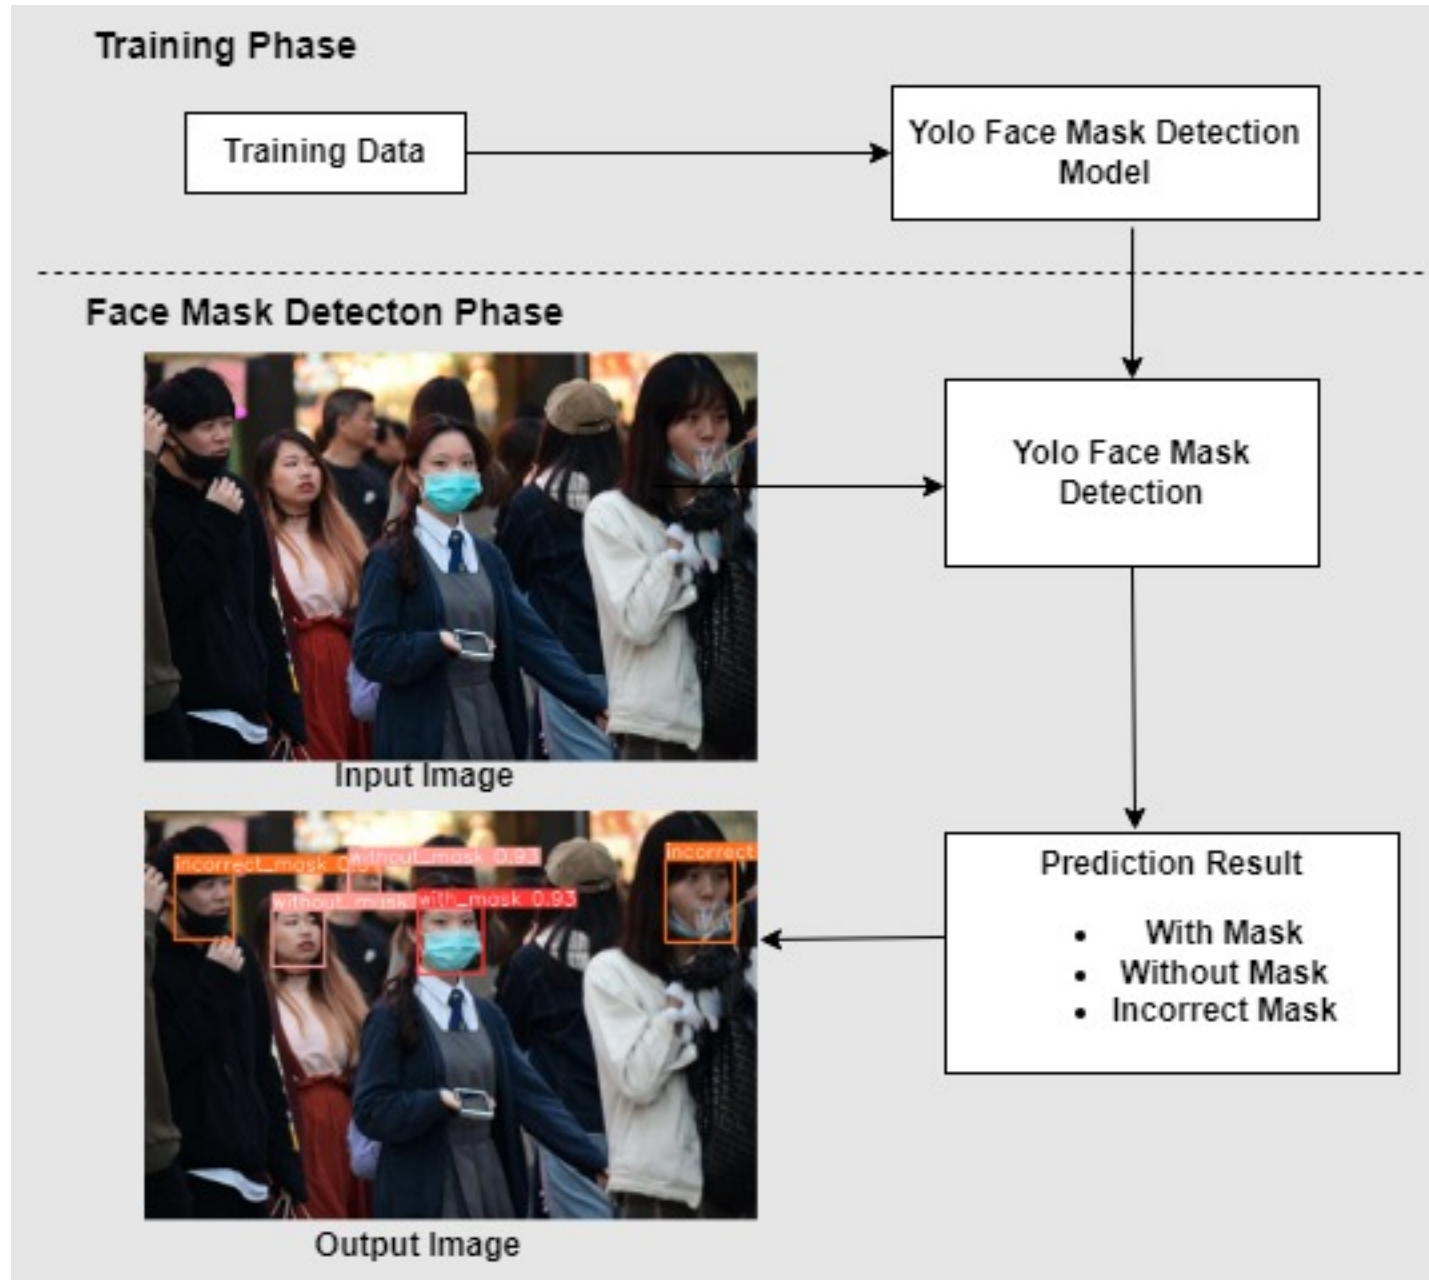 Training Phase
Training Data
Yolo Face Mask Detection
Model
Face Mask Detecton Phase
Yolo Face Mask
Detection
Input Image
incorrect_mask
without_mask 0.93
incorrect
without_mask
with_mask 0.93
Prediction Result
• With Mask
• Without Mask
• Incorrect Mask
Output Image